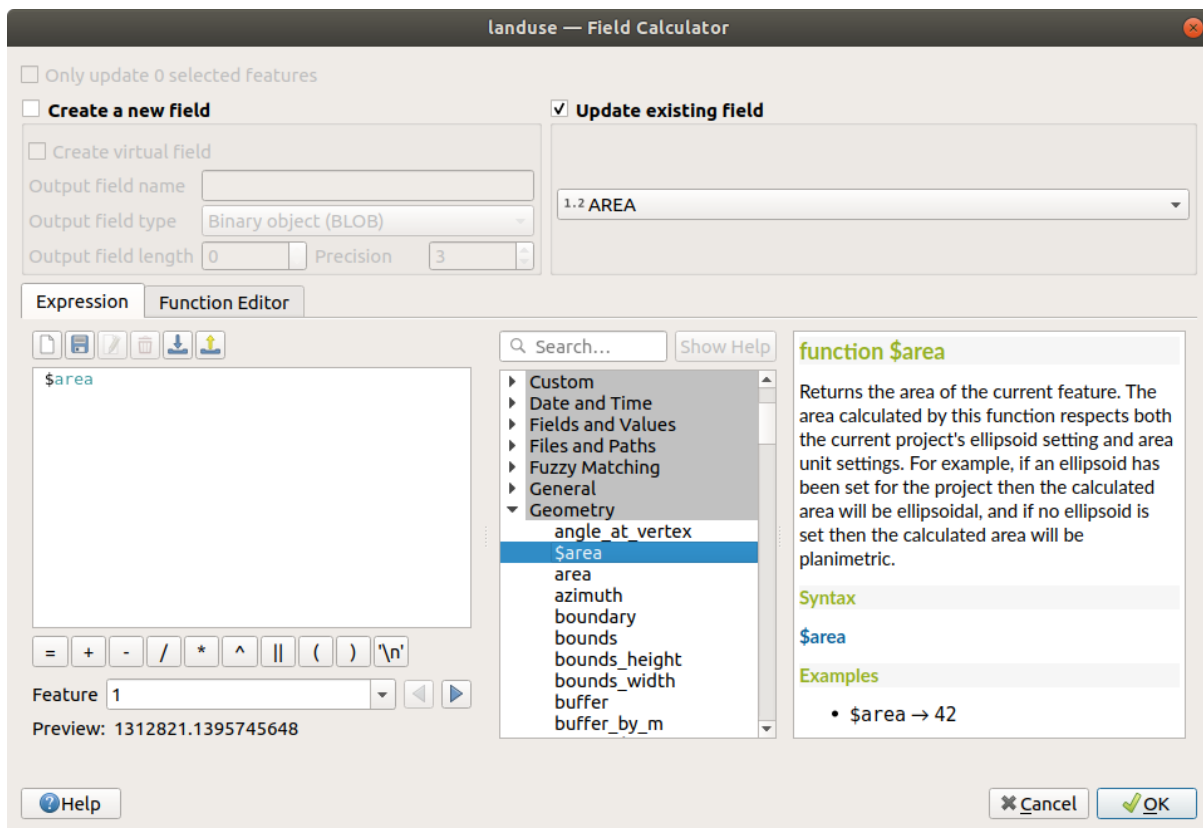 landuse — Field Calculator
Only update 0 selected features
Create a new field
Update existing field
Create virtual field
Output field name
Output field type Binary object (BLOB)
Output field length 0 Precision 3
1.2 AREA
Expression Function Editor
$area
= + - / * ^ || ( ) '\n'
Feature 1
Preview: 1312821.1395745648
Search... Show Help
Custom
Date and Time
Fields and Values
Files and Paths
Fuzzy Matching
General
Geometry
angle_at_vertex
$area
area
azimuth
boundary
bounds
bounds_height
bounds_width
buffer
buffer_by_m
function $area
Returns the area of the current feature. The
area calculated by this function respects both
the current project's ellipsoid setting and area
unit settings. For example, if an ellipsoid has
been set for the project then the calculated
area will be ellipsoidal, and if no ellipsoid is
set then the calculated area will be
planimetric.
Syntax
$area
Examples
• $area → 42
Help
Cancel OK